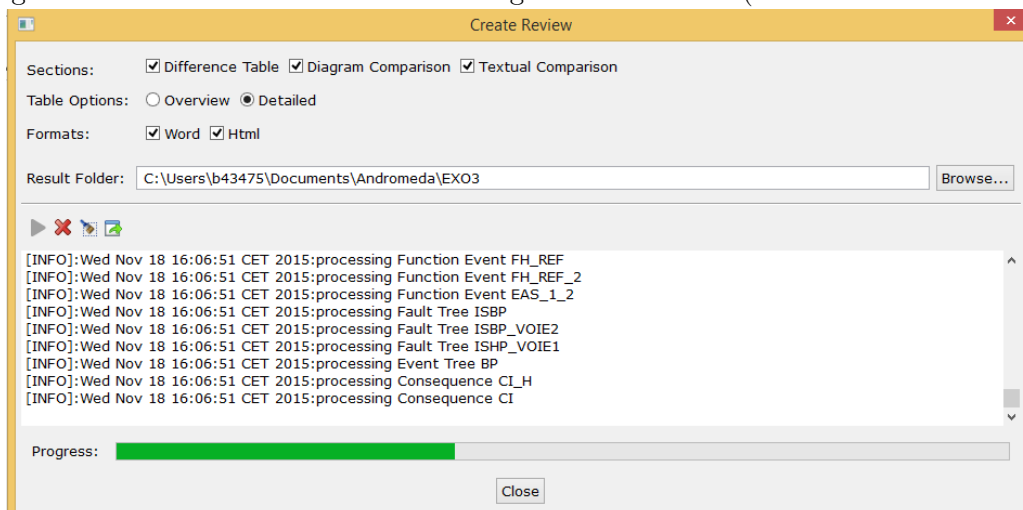 Create Review
Sections: Difference Table Diagram Comparison Textual Comparison
Table Options: Overview Detailed
Formats: Word Html
Result Folder: C:\Users\b43475\Documents\Andromeda\EXO3 Browse...
[INFO]:Wed Nov 18 16:06:51 CET 2015:processing Function Event FH_REF
[INFO]:Wed Nov 18 16:06:51 CET 2015:processing Function Event FH_REF_2
[INFO]:Wed Nov 18 16:06:51 CET 2015:processing Function Event EAS_1_2
[INFO]:Wed Nov 18 16:06:51 CET 2015:processing Fault Tree ISBP
[INFO]:Wed Nov 18 16:06:51 CET 2015:processing Fault Tree ISBP_VOIE2
[INFO]:Wed Nov 18 16:06:51 CET 2015:processing Fault Tree ISHP_VOIE1
[INFO]:Wed Nov 18 16:06:51 CET 2015:processing Event Tree BP
[INFO]:Wed Nov 18 16:06:51 CET 2015:processing Consequence CI_H
[INFO]:Wed Nov 18 16:06:51 CET 2015:processing Consequence CI
Progress:
Close